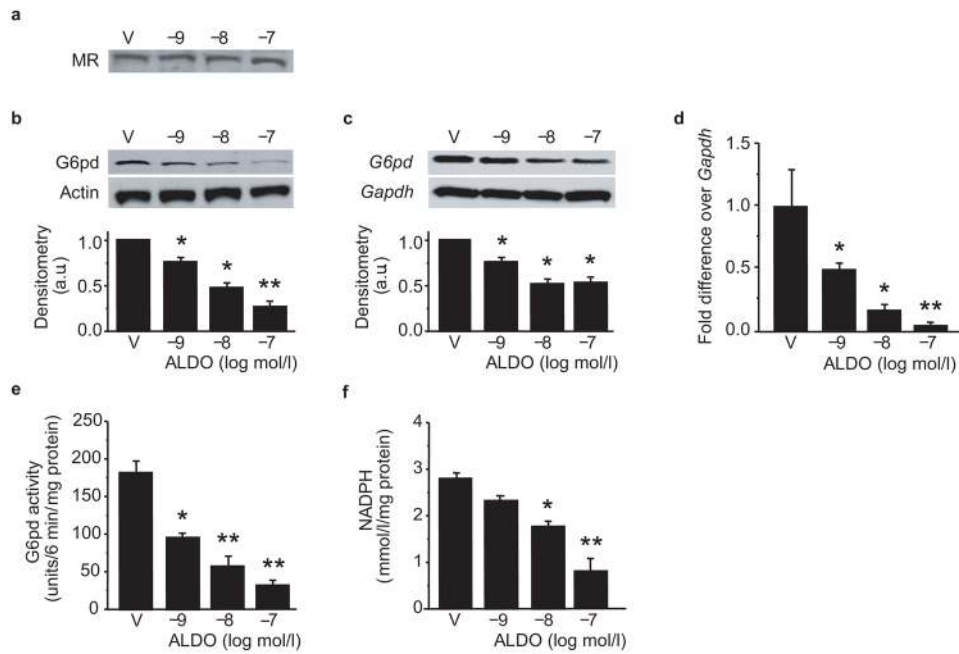 a
V −9 −8 −7
MR
b
V −9 −8 −7
G6pd
Actin
Densitometry
(a.u)
1.0
0.5
0.0
* * **
V −9 −8 −7
ALDO (log mol/l)
c
V −9 −8 −7
G6pd
Gapdh
Densitometry
(a.u)
1.0
0.5
0.0
* * *
V −9 −8 −7
ALDO (log mol/l)
d
Fold difference over Gapdh
1.5
1.0
0.5
0.0
* * **
V −9 −8 −7
ALDO (log mol/l)
e
G6pd activity
(units/6 min/mg protein)
250
200
150
100
50
0
* ** **
V −9 −8 −7
ALDO (log mol/l)
f
NADPH
(mmol/l/mg protein)
4
3
2
1
0
* **
V −9 −8 −7
ALDO (log mol/l)